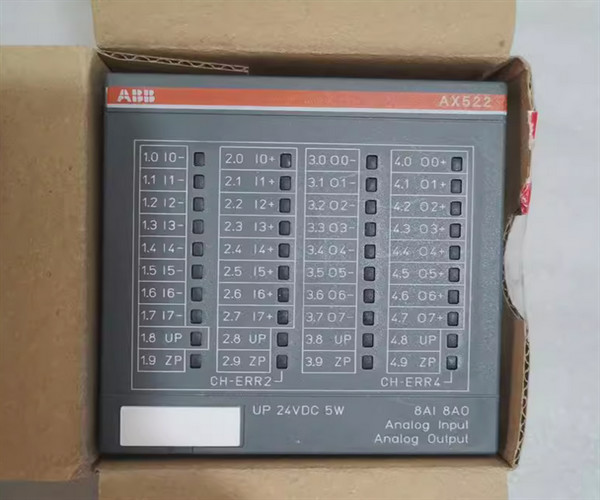 ABB AX522
1.0 I0- 2.0 I0+ 3.0 O0- 4.0 O0+
1.1 I1- 2.1 I1+ 3.1 O1- 4.1 O1+
1.2 I2- 2.2 I2+ 3.2 O2- 4.2 O2+
1.3 I3- 2.3 I3+ 3.3 O3- 4.3 O3+
1.4 I4- 2.4 I4+ 3.4 O4- 4.4 O4+
1.5 I5- 2.5 I5+ 3.5 O5- 4.5 O5+
1.6 I6- 2.6 I6+ 3.6 O6- 4.6 O6+
1.7 I7- 2.7 I7+ 3.7 O7- 4.7 O7+
1.8 UP 2.8 UP 3.8 UP 4.8 UP
1.9 ZP 2.9 ZP 3.9 ZP 4.9 ZP
CH-ERR2 CH-ERR4
UP 24VDC 5W 8AI 8AO
Analog Input
Analog Output